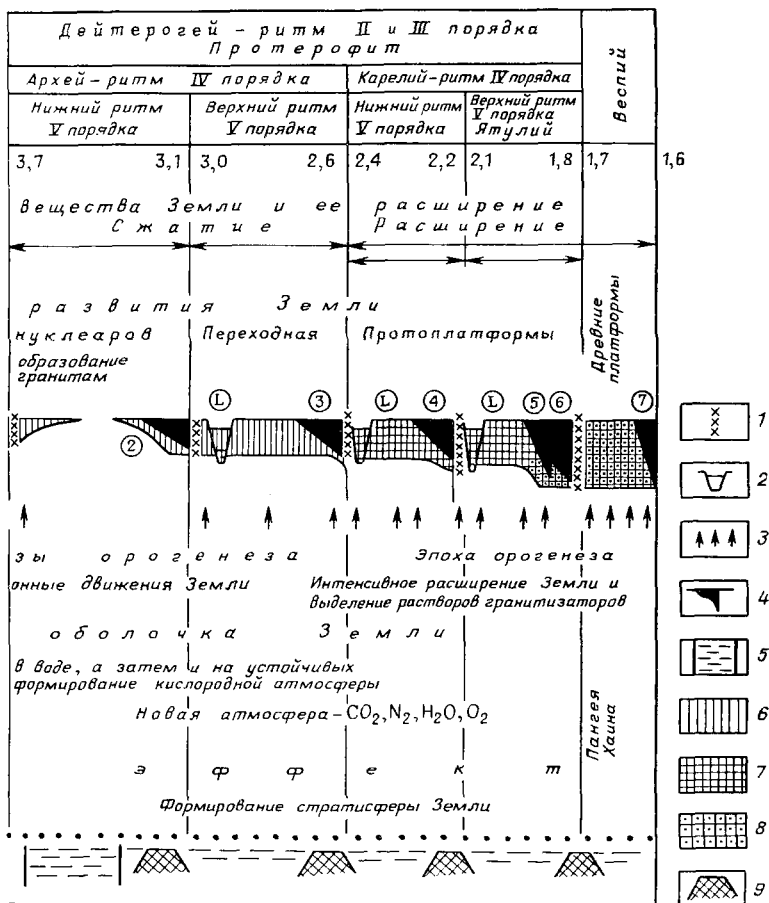 Дейтерогей – ритм II и III порядка
Протерофит
Веспий
Архей–ритм IV порядка
Карелий–ритм IV порядка
Нижний ритм
V порядка
Верхний ритм
V порядка
Нижний ритм
V порядка
Верхний ритм
V порядка
Ятулий
3,7 3,1 3,0 2,6 2,4 2,2 2,1 1,8 1,7 1,6
вещества Земли и ее расширение
Сжатие Расширение
развития Земли
нуклеаров Переходная Протоплатформы
Древние
платформы
образование
гранитам
L 3 L 4 L 5 6 7
2
зы орогенеза Эпоха орогенеза
онные движения Земли
Интенсивное расширение Земли и
выделение растворов гранитизаторов
оболочка Земли
в воде, а затем и на устойчивых
формирование кислородной атмосферы
Новая атмосфера – CO₂, N₂, H₂O, O₂
Пангея
Хаина
эффект
Формирование стратисферы Земли
1
2
3
4
5
6
7
8
9